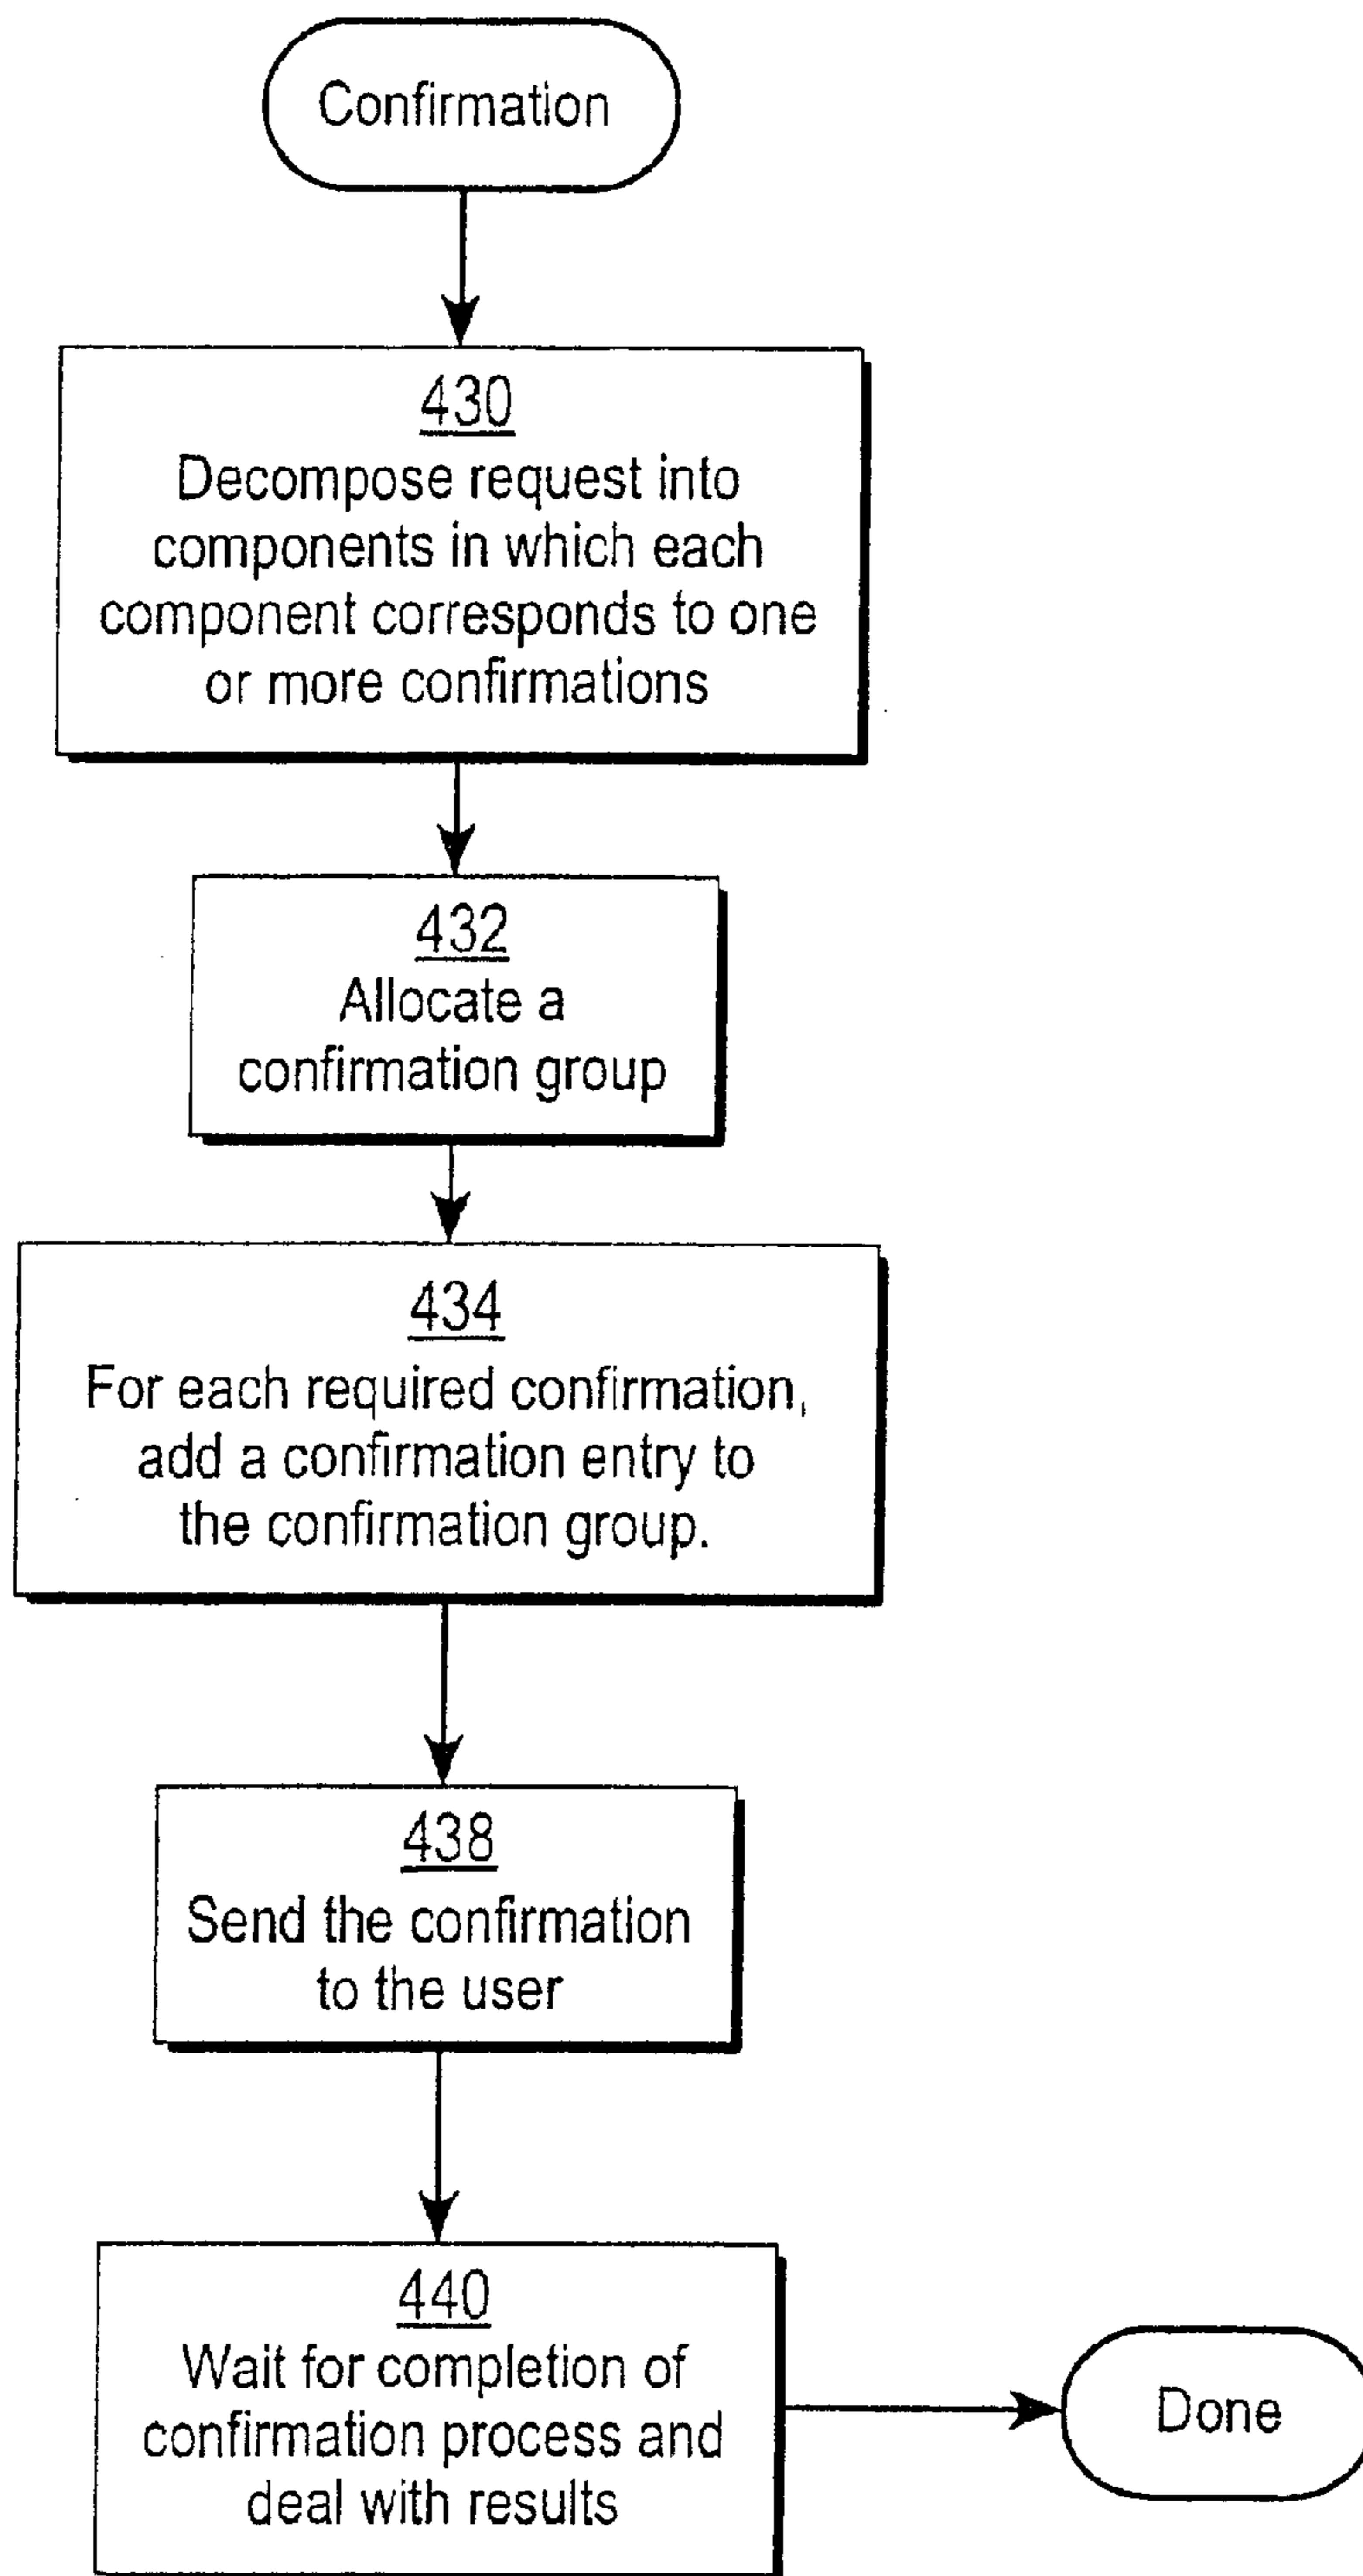 Confirmation
430
Decompose request into
components in which each
component corresponds to one
or more confirmations
432
Allocate a
confirmation group
434
For each required confirmation,
add a confirmation entry to
the confirmation group.
438
Send the confirmation
to the user
440
Wait for completion of
confirmation process and
deal with results
Done